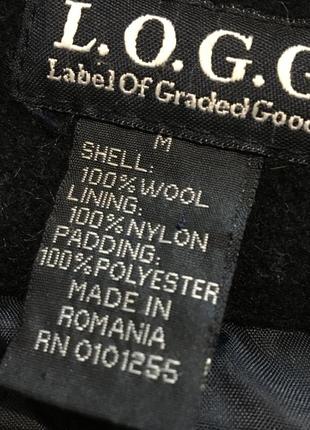 L.O.G.G
Label Of Graded Good
M
SHELL:
100% WOOL
LINING:
100% NYLON
PADDING:
100% POLYESTER
MADE IN
ROMANIA
RN 0101255